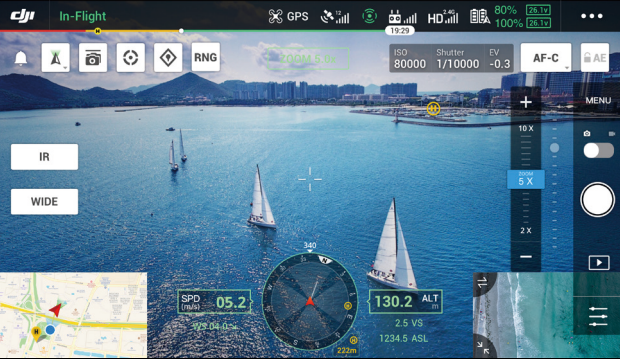 dji In-Flight GPS 12 HD 2.4G 80% 26.1v
100% 26.1v
H 19:29
RNG ZOOM
ISO Shutter EV
80000 1/10000 -0.3
AF-C AE
MENU
H
10 X
IR
ZOOM
5 X
WIDE
2 X
340
N
SPD
(m/s) 05.2
130.2 ALT
m
2.5 VS
1234.5 ASL
H
222m
H